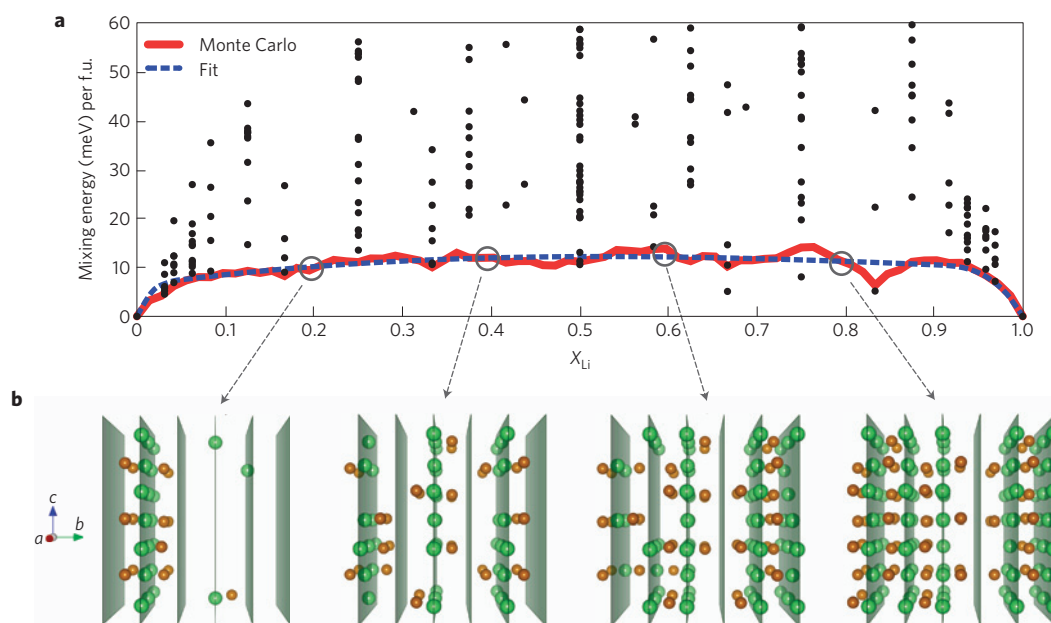 a
60
50
40
30
20
10
0
Mixing energy (meV) per f.u.
Monte Carlo
Fit
0 0.1 0.2 0.3 0.4 0.5 0.6 0.7 0.8 0.9 1.0
X_Li
b
c
a b